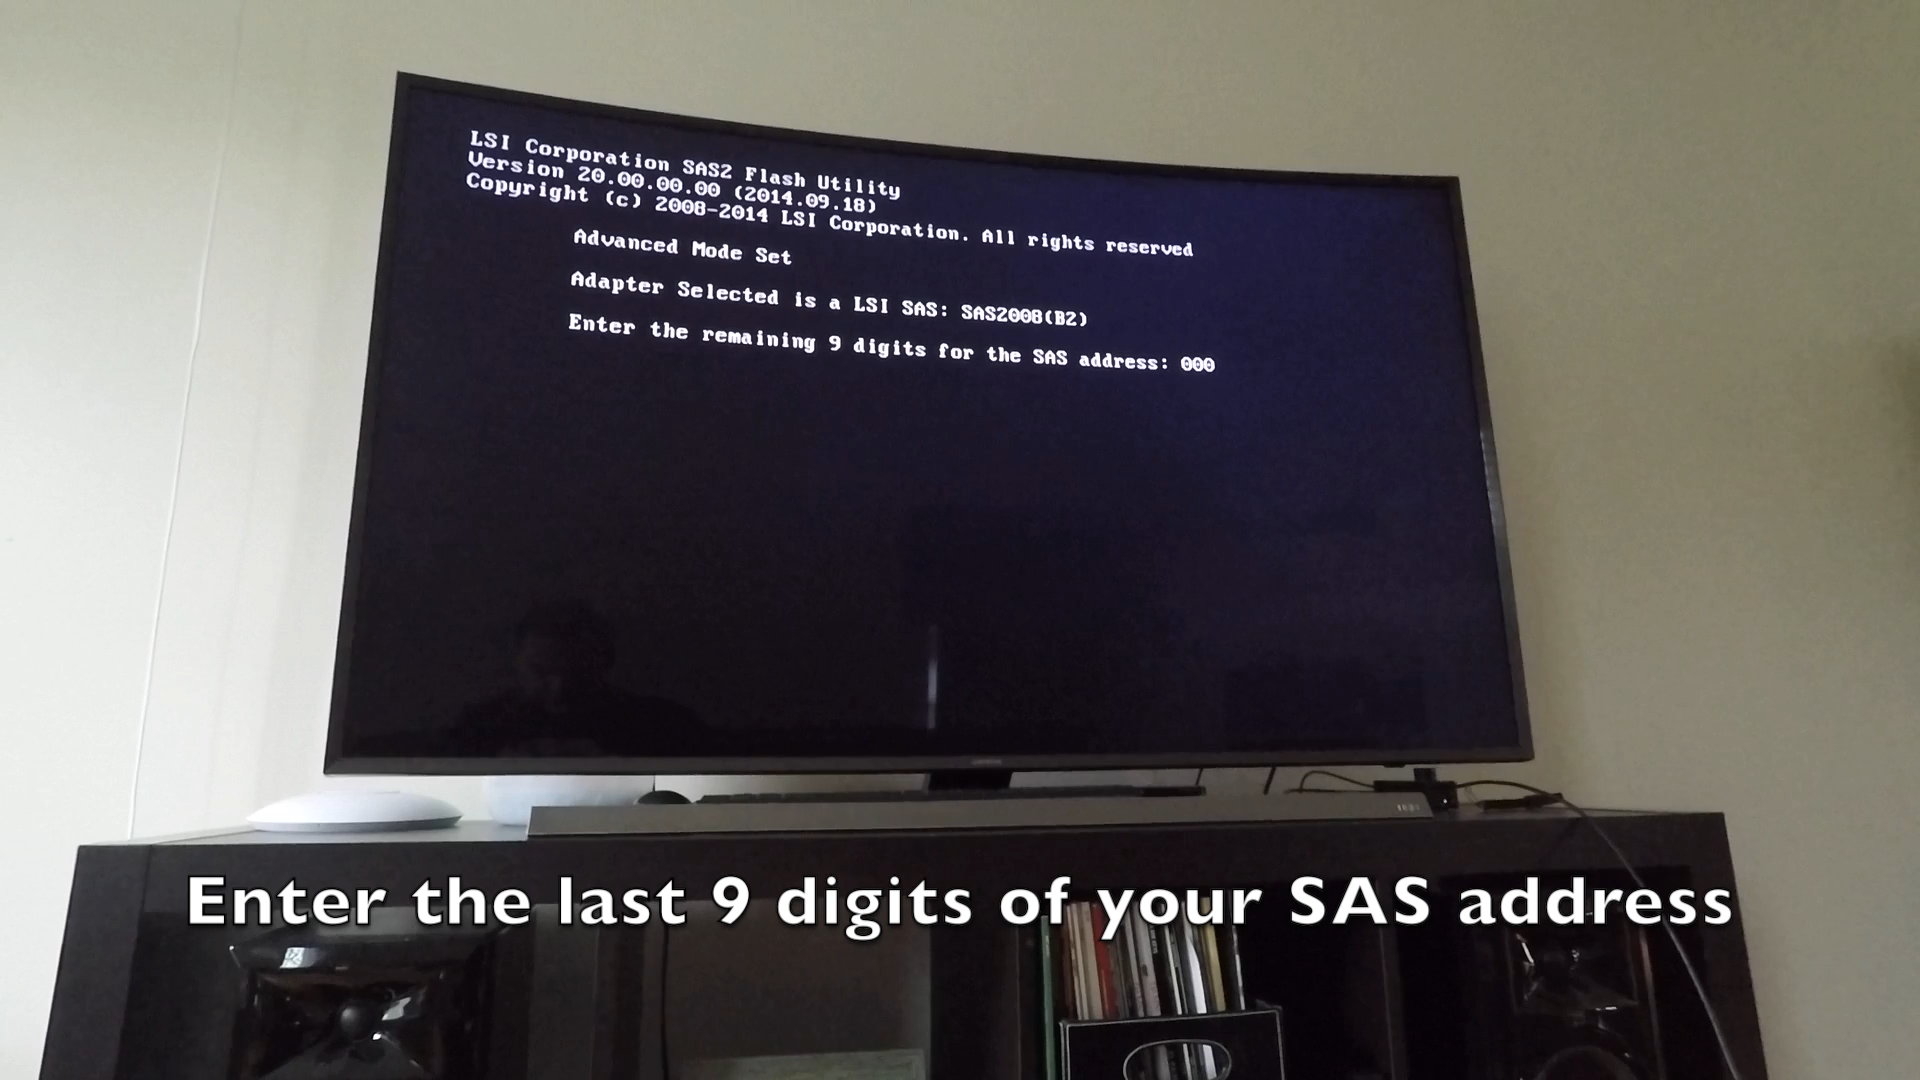 LSI Corporation SAS2 Flash Utility
Version 20.00.00.00 (2014.09.18)
Copyright (c) 2008-2014 LSI Corporation. All rights reserved
Advanced Mode Set
Adapter Selected is a LSI SAS: SAS2008(B2)
Enter the remaining 9 digits for the SAS address: 000
Enter the last 9 digits of your SAS address